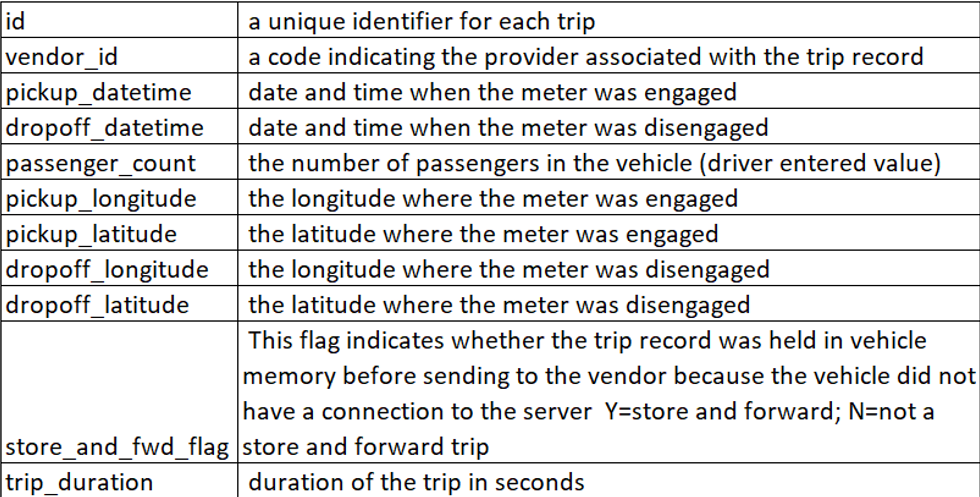 id a unique identifier for each trip
vendor_id a code indicating the provider associated with the trip record
pickup_datetime date and time when the meter was engaged
dropoff_datetime date and time when the meter was disengaged
passenger_count the number of passengers in the vehicle (driver entered value)
pickup_longitude the longitude where the meter was engaged
pickup_latitude the latitude where the meter was engaged
dropoff_longitude the longitude where the meter was disengaged
dropoff_latitude the latitude where the meter was disengaged
This flag indicates whether the trip record was held in vehicle
memory before sending to the vendor because the vehicle did not
have a connection to the server Y=store and forward; N=not a
store_and_fwd_flag store and forward trip
trip_duration duration of the trip in seconds